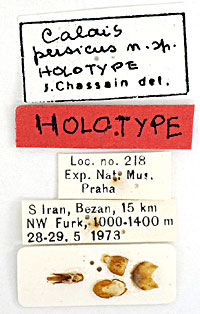 Calais
persicus n. sp.
HOLOTYPE
J. Chassain det.
HOLOTYPE
Loc. no. 218
Exp. Nat. Mus.
Praha
S Iran, Bezan, 15 km
NW Furk, 1000-1400 m
28-29. 5 1973